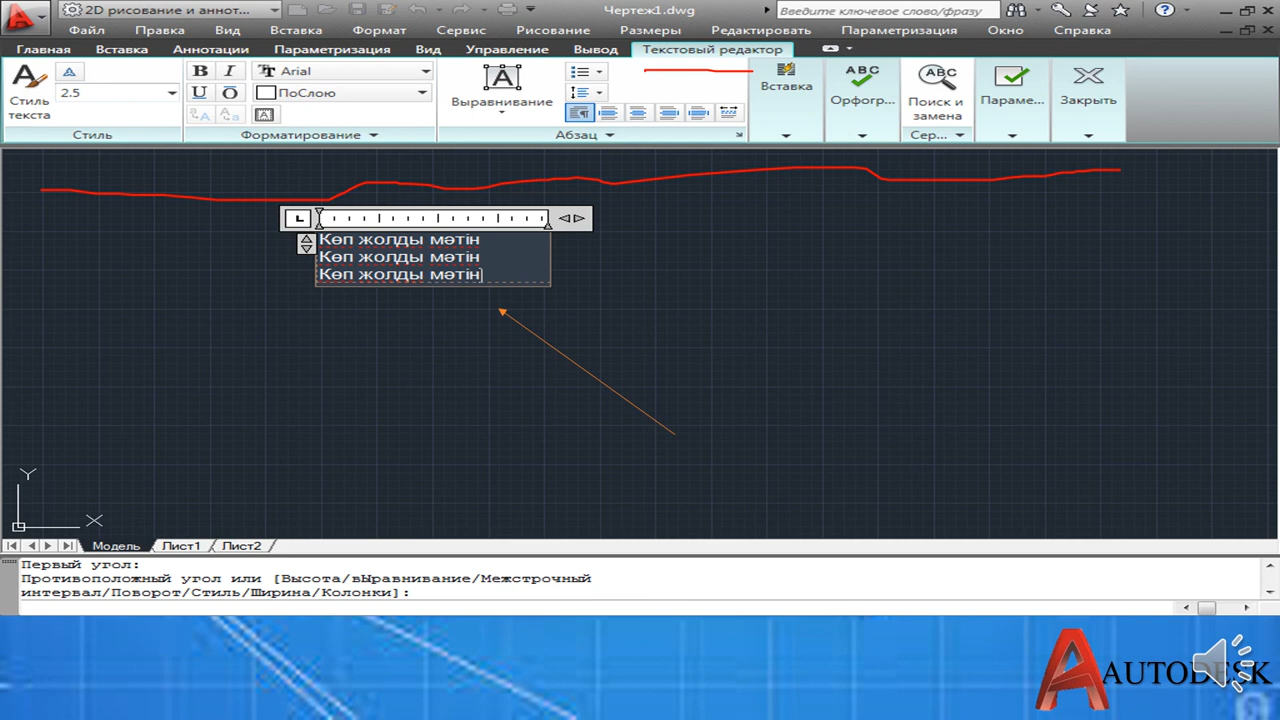 2D рисование и аннот...
Чертеж1.dwg
Введите ключевое слово/фразу
Файл Правка Вид Вставка Формат Сервис Рисование Размеры Редактировать Параметризация Окно Справка
Главная Вставка Аннотации Параметризация Вид Управление Вывод Текстовый редактор
Стиль текста
2.5
Стиль
B I Arial
U O ПоСлою
Форматирование
Выравнивание
Абзац
Вставка
ABC
Орфогр...
ABC
Поиск и замена
Сер...
Параме...
Закрыть
Көп жолды мәтін
Көп жолды мәтін
Көп жолды мәтін
Y
X
Модель Лист1 Лист2
Первый угол:
Противоположный угол или [Высота/вЫравнивание/Межстрочный
интервал/Поворот/Стиль/Ширина/Колонки]:
AUTODESK